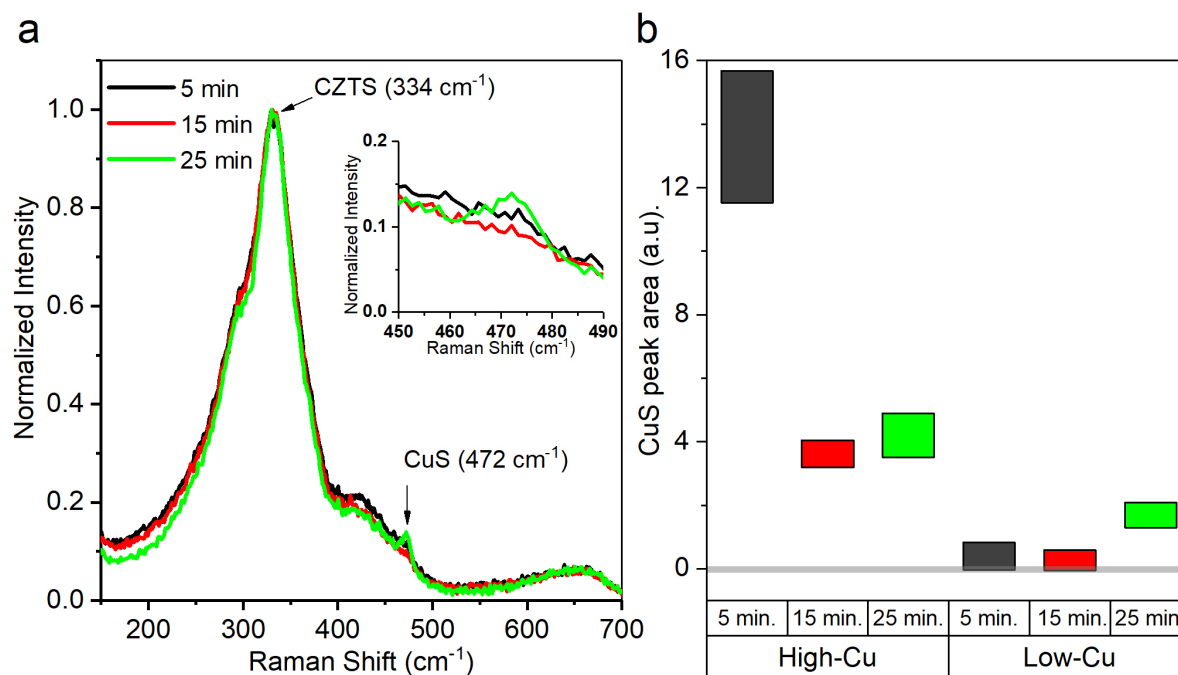 a
5 min
15 min
25 min
CZTS (334 cm⁻¹)
1.0
0.8
0.6
0.4
0.2
0.0
Normalized Intensity
200 300 400 500 600 700
Raman Shift (cm⁻¹)
CuS (472 cm⁻¹)
0.2
0.1
0.0
Normalized Intensity
450 460 470 480 490
Raman Shift (cm⁻¹)
b
16
12
8
4
0
CuS peak area (a.u).
5 min. 15 min. 25 min. 5 min. 15 min. 25 min.
High-Cu Low-Cu